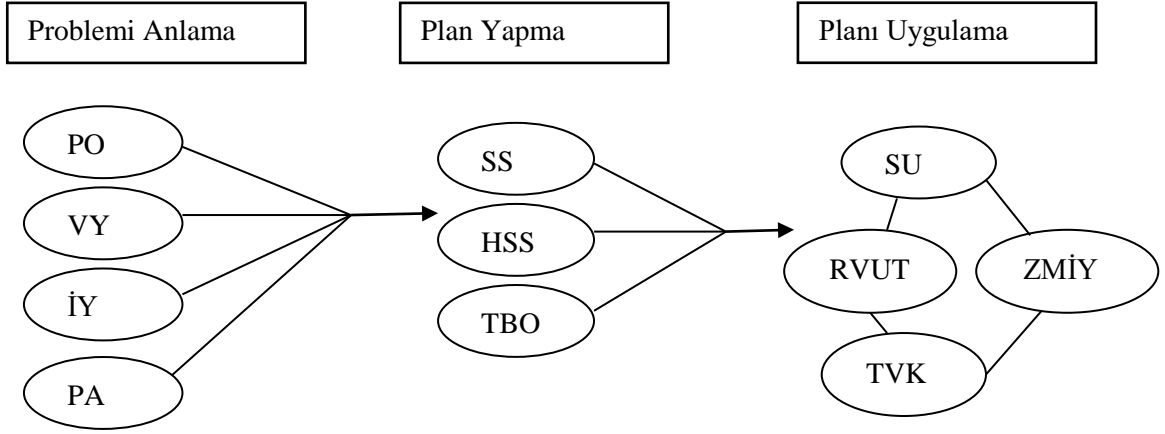 Problemi Anlama
Plan Yapma
Planı Uygulama
PO
VY
İY
PA
SS
HSS
TBO
SU
RVUT
ZMİY
TVK